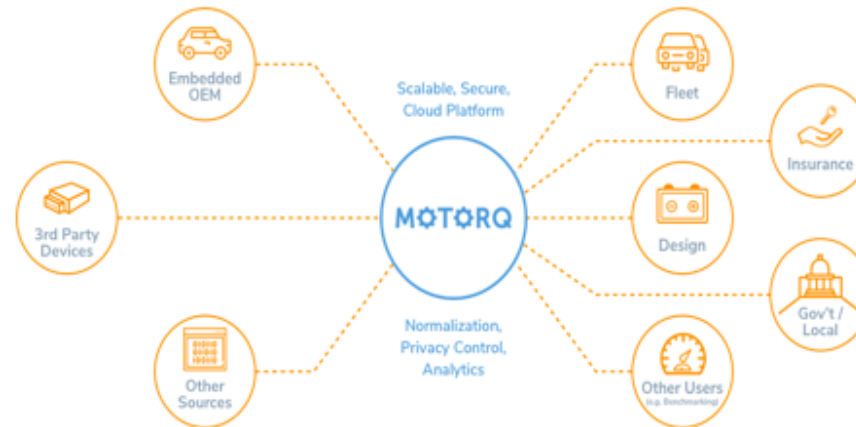 Embedded
OEM
3rd Party
Devices
Other
Sources
Scalable, Secure,
Cloud Platform
MOTORQ
Normalization,
Privacy Control,
Analytics
Fleet
Insurance
Design
Gov't /
Local
Other Users
(e.g. Benchmarking)